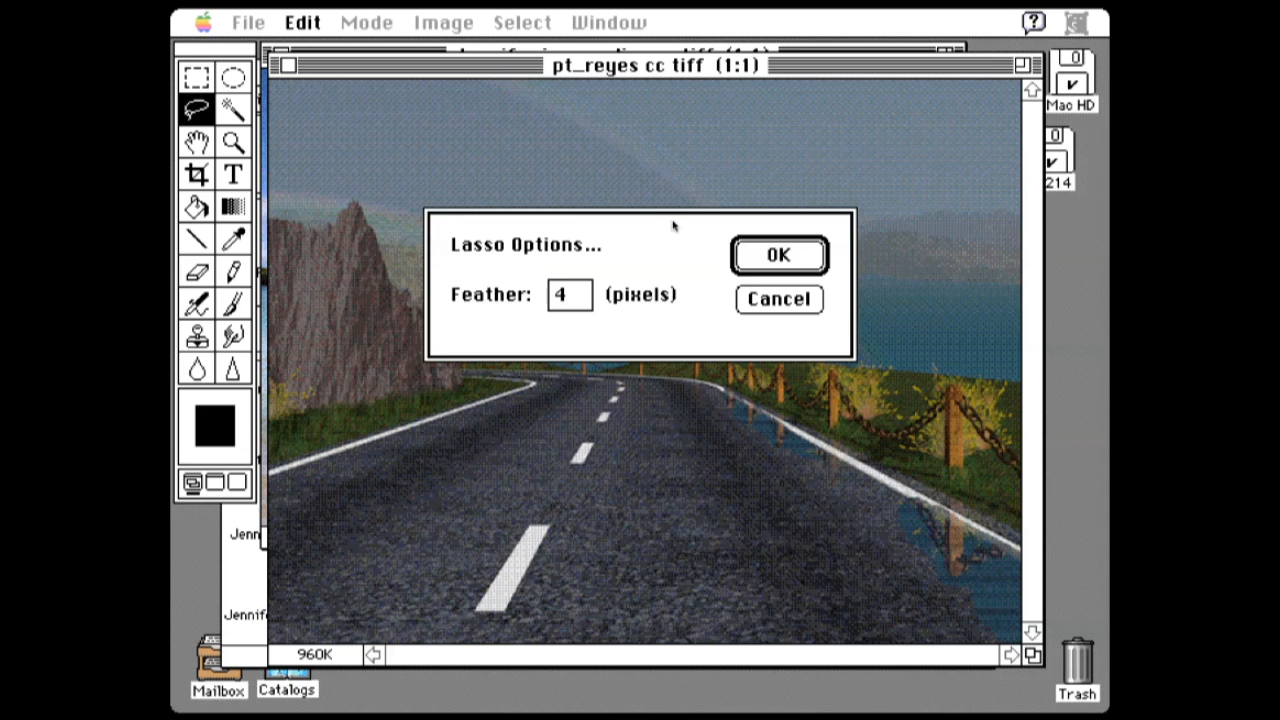 File Edit Mode Image Select Window
pt_reyes cc tiff (1:1)
Mac HD
214
Lasso Options...
OK
Feather: 4 (pixels)
Cancel
T
Jenn
Jennif
960K
Mailbox
Catalogs
Trash